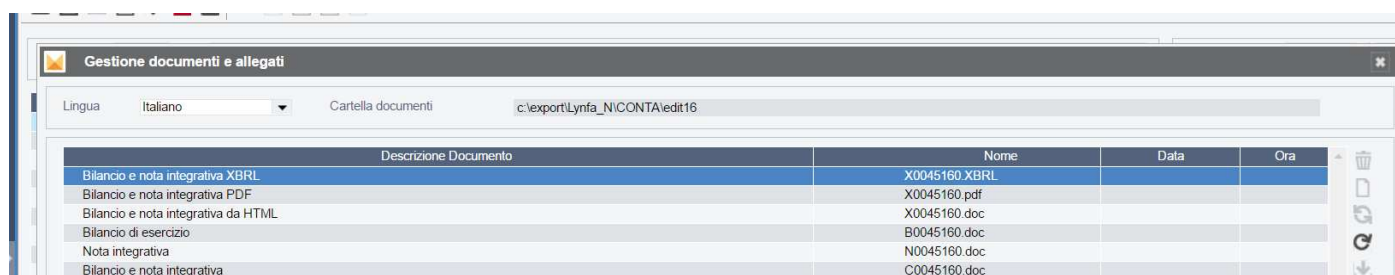 Gestione documenti e allegati
Lingua Italiano Cartella documenti c:\export\Lynfa_N\CONTA\edit16
Descrizione Documento Nome Data Ora
Bilancio e nota integrativa XBRL X0045160.XBRL
Bilancio e nota integrativa PDF X0045160.pdf
Bilancio e nota integrativa da HTML X0045160.doc
Bilancio di esercizio B0045160.doc
Nota integrativa N0045160.doc
Bilancio e nota integrativa C0045160.doc